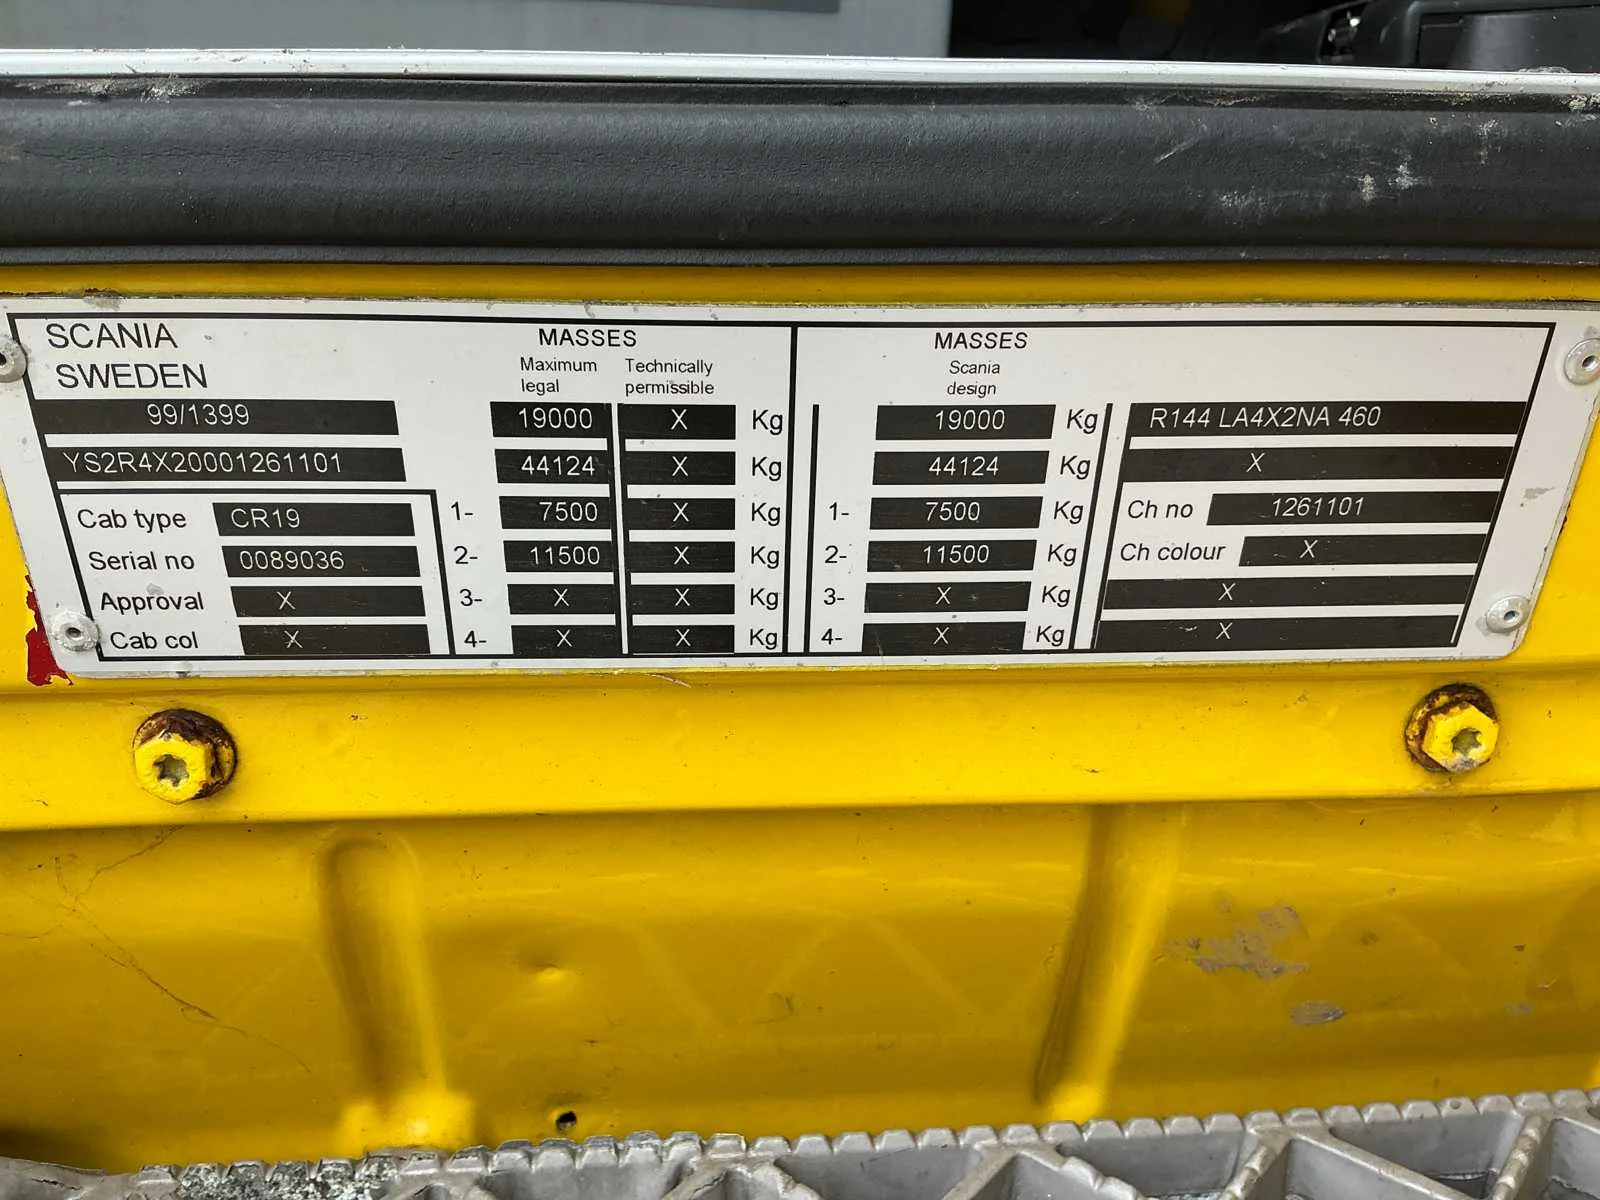 SCANIA
SWEDEN
99/1399
YS2R4X20001261101
Cab type CR19
Serial no 0089036
Approval X
Cab col X
MASSES
Maximum legal
Technically permissible
19000 X Kg
44124 X Kg
1- 7500 X Kg
2- 11500 X Kg
3- X X Kg
4- X X Kg
MASSES
Scania
design
19000 Kg
44124 Kg
1- 7500 Kg
2- 11500 Kg
3- X Kg
4- X Kg
R144 LA4X2NA 460
X
Ch no 1261101
Ch colour X
X
X